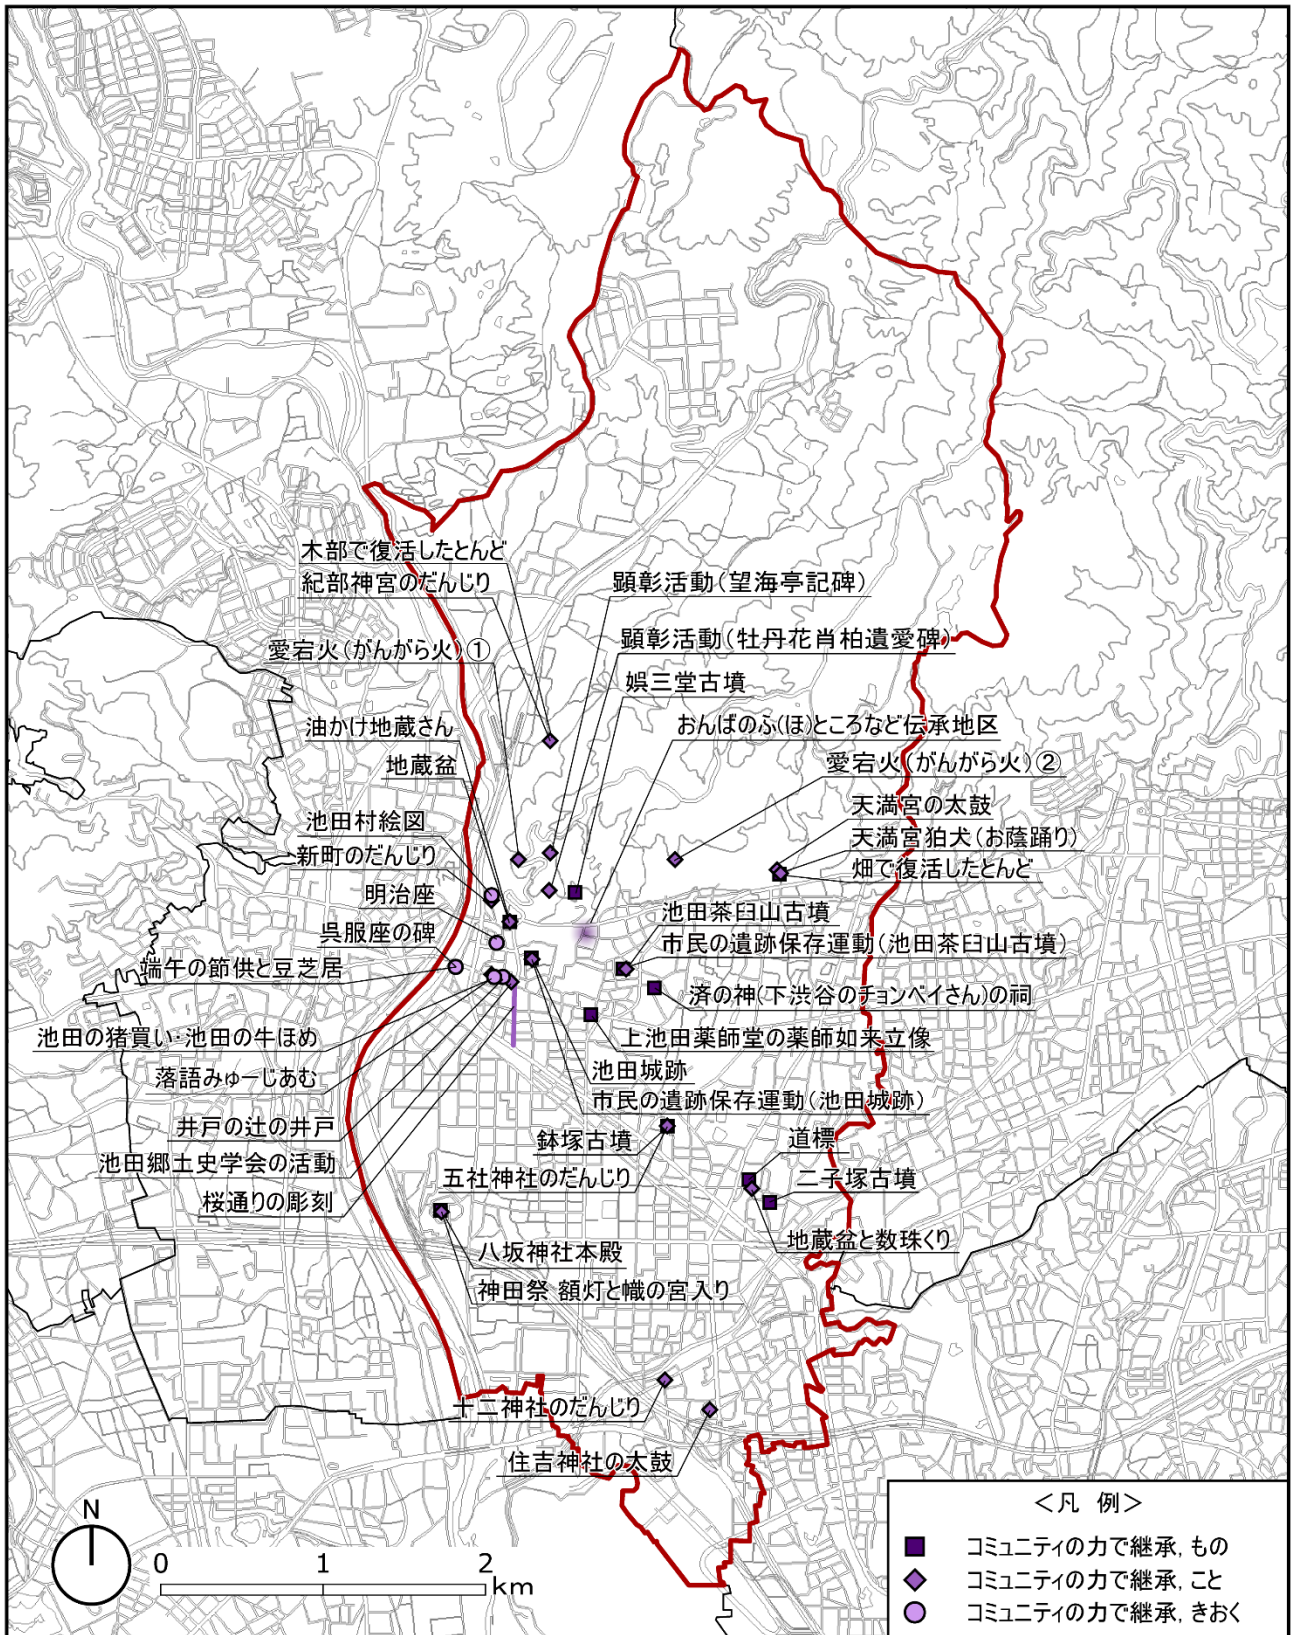 木部で復活したとんど
紀部神宮のだんじり
顕彰活動(望海亭記碑)
愛宕火(がんがら火)①
顕彰活動(牡丹花肖柏遺愛碑)
娯三堂古墳
油かけ地蔵さん
おんばのふ(ほ)ところなど伝承地区
地蔵盆
愛宕火(がんがら火)②
天満宮の太鼓
池田村絵図
天満宮狛犬(お蔭踊り)
新町のだんじり
畑で復活したとんど
明治座
池田茶臼山古墳
呉服座の碑
市民の遺跡保存運動(池田茶臼山古墳)
端午の節供と豆芝居
済の神(下渋谷のチョンベイさん)の祠
池田の猪買い・池田の牛ほめ
上池田薬師堂の薬師如来立像
落語みゅーじあむ
池田城跡
市民の遺跡保存運動(池田城跡)
井戸の辻の井戸
鉢塚古墳
道標
池田郷土史学会の活動
五社神社のだんじり
二子塚古墳
桜通りの彫刻
地蔵盆と数珠くり
八坂神社本殿
神田祭 額灯と幟の宮入り
十二神社のだんじり
住吉神社の太鼓
N
0 1 2
km
<凡 例>
コミュニティの力で継承, もの
コミュニティの力で継承, こと
コミュニティの力で継承, きおく